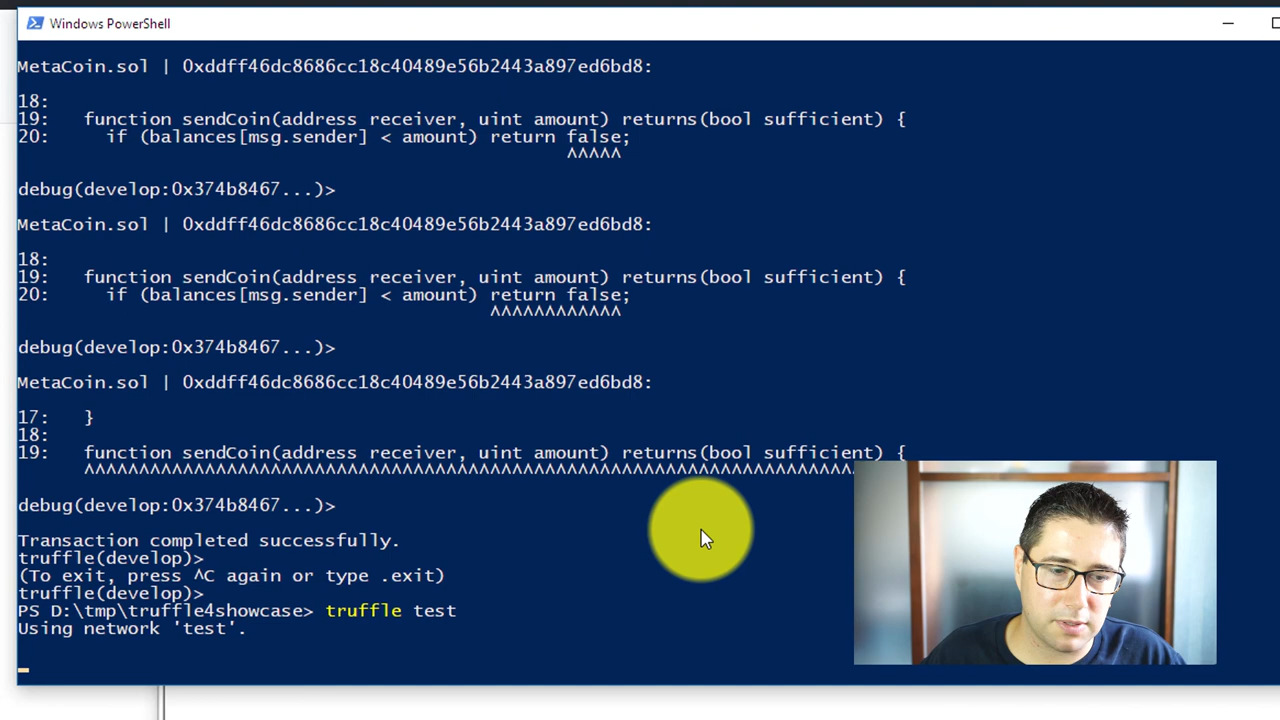 Windows PowerShell
MetaCoin.sol | 0xddff46dc8686cc18c40489e56b2443a897ed6bd8:
18:
19: function sendCoin(address receiver, uint amount) returns(bool sufficient) {
20: if (balances[msg.sender] < amount) return false;
^^^^^
debug(develop:0x374b8467...)>
MetaCoin.sol | 0xddff46dc8686cc18c40489e56b2443a897ed6bd8:
18:
19: function sendCoin(address receiver, uint amount) returns(bool sufficient) {
20: if (balances[msg.sender] < amount) return false;
^^^^^^^^^^^^
debug(develop:0x374b8467...)>
MetaCoin.sol | 0xddff46dc8686cc18c40489e56b2443a897ed6bd8:
17: }
18:
19: function sendCoin(address receiver, uint amount) returns(bool sufficient) {
^^^^^^^^^^^^^^^^^^^^^^^^^^^^^^^^^^^^^^^^^^^^^^^^^^^^^^^^^^^^^^^^^^^^^^
debug(develop:0x374b8467...)>
Transaction completed successfully.
truffle(develop)>
(To exit, press ^C again or type .exit)
truffle(develop)>
PS D:\tmp\truffle4showcase> truffle test
Using network 'test'.